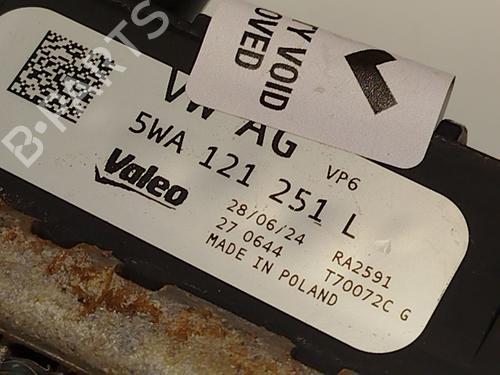 VW AG
VP6
5WA 121 251 L
Valeo
28/06/24
RA2591
27 0644
T70072C G
MADE IN POLAND
TY VOID
OVED
B-PARTS